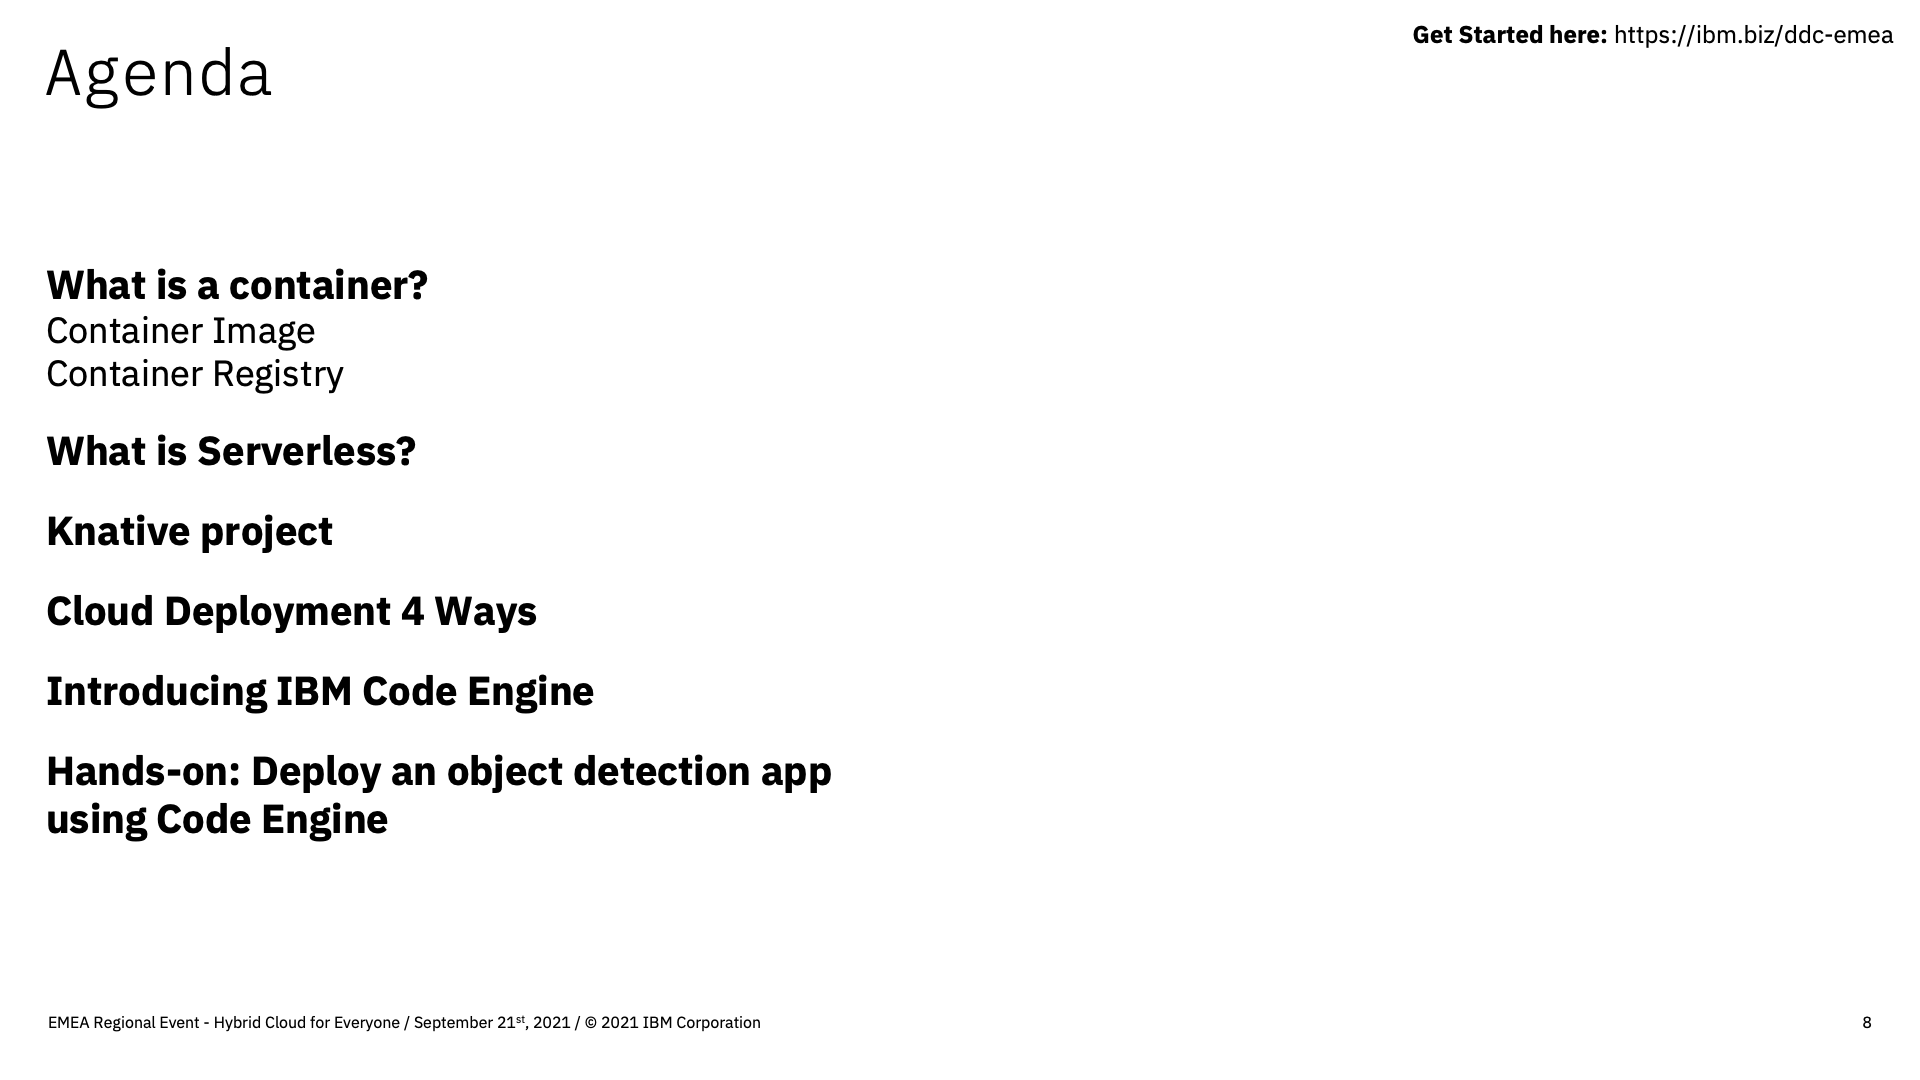 Get Started here: https://ibm.biz/ddc-emea
Agenda
What is a container?
Container Image
Container Registry
What is Serverless?
Knative project
Cloud Deployment 4 Ways
Introducing IBM Code Engine
Hands-on: Deploy an object detection app
using Code Engine
EMEA Regional Event - Hybrid Cloud for Everyone / September 21st, 2021 / © 2021 IBM Corporation
8